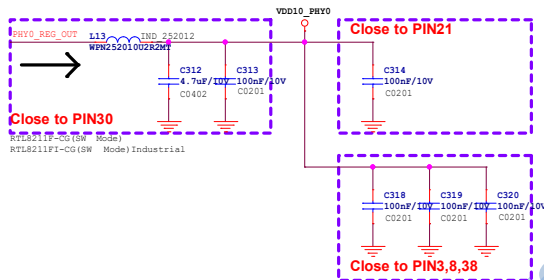 VDD10_PHY0
PHY0_REG_OUT
L13
IND_252012
WPN252010U2R2MT
Close to PIN21
C312
4.7uF/10V
C0402
C313
100nF/10V
C0201
C314
100nF/10V
C0201
Close to PIN30
RTL8211F-CG(SW Mode)
RTL8211FI-CG(SW Mode)Industrial
C318
100nF/10V
C0201
C319
100nF/10V
C0201
C320
100nF/10V
C0201
Close to PIN3,8,38